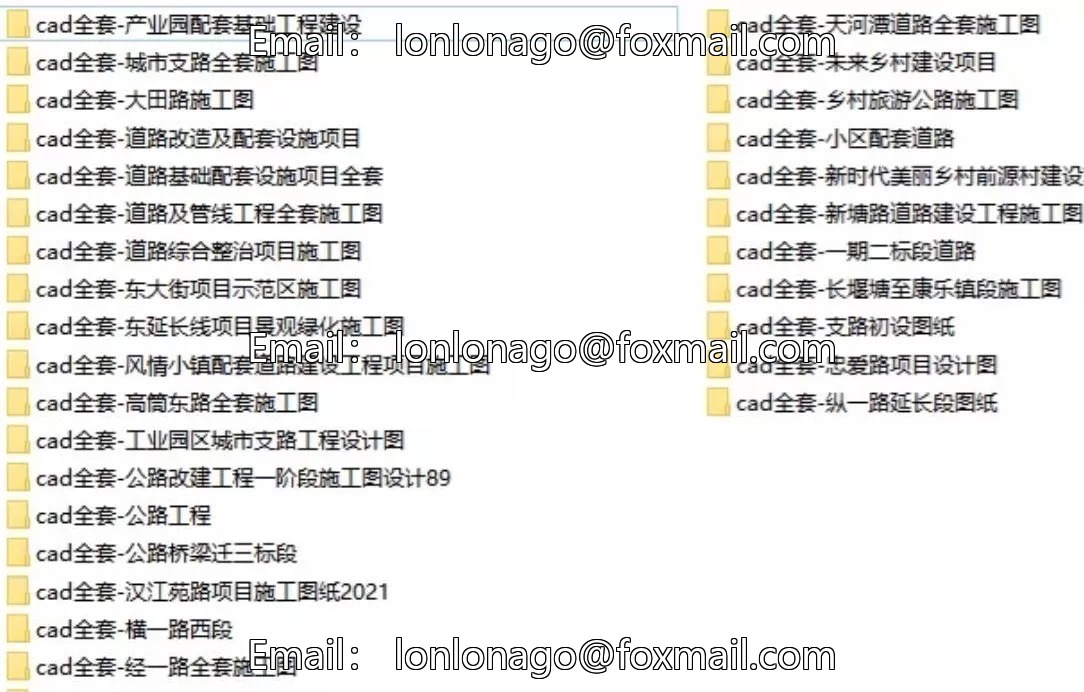 cad全套-产业园配套基础工程建设
cad全套-城市支路全套施工图
cad全套-大田路施工图
cad全套-道路改造及配套设施项目
cad全套-道路基础配套设施项目全套
cad全套-道路及管线工程全套施工图
cad全套-道路综合整治项目施工图
cad全套-东大街项目示范区施工图
cad全套-东延长线项目景观绿化施工图
cad全套-风情小镇配套道路建设工程项目施工图
cad全套-高筒东路全套施工图
cad全套-工业园区城市支路工程设计图
cad全套-公路改建工程一阶段施工图设计89
cad全套-公路工程
cad全套-公路桥梁迁三标段
cad全套-汉江苑路项目施工图纸2021
cad全套-横一路西段
cad全套-经一路全套施工图
cad全套-天河潭道路全套施工图
cad全套-未来乡村建设项目
cad全套-乡村旅游公路施工图
cad全套-小区配套道路
cad全套-新时代美丽乡村前源村建设
cad全套-新塘路道路建设工程施工图
cad全套-一期二标段道路
cad全套-长堰塘至康乐镇段施工图
cad全套-支路初设图纸
cad全套-忠爱路项目设计图
cad全套-纵一路延长段图纸
Email： lonlonago@foxmail.com
Email： lonlonago@foxmail.com
Email： lonlonago@foxmail.com